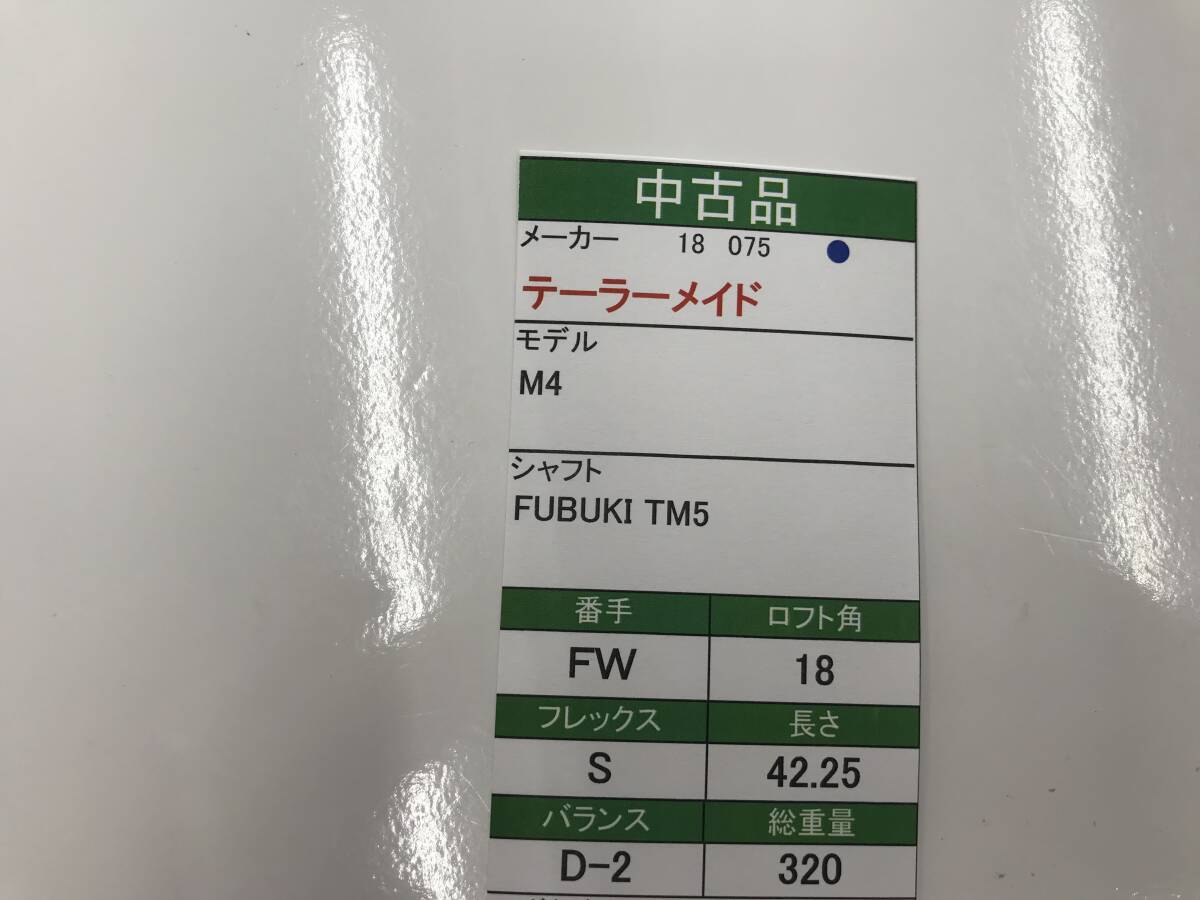 中古品
メーカー 18 075
テーラーメイド
モデル
M4
シャフト
FUBUKI TM5
番手 ロフト角
FW 18
フレックス 長さ
S 42.25
バランス 総重量
D-2 320